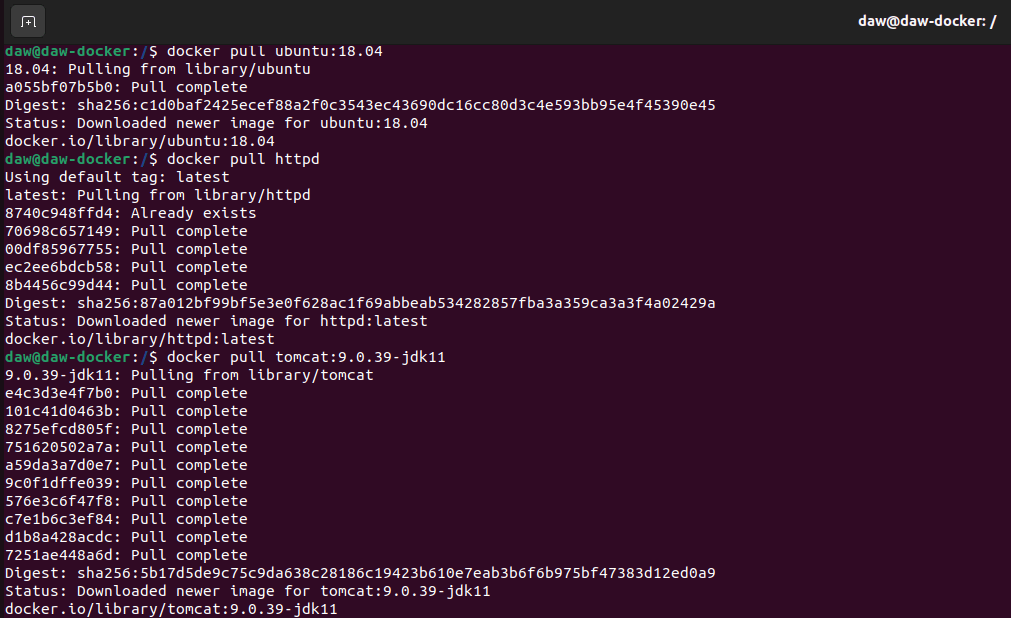 daw@daw-docker: /
daw@daw-docker:/$ docker pull ubuntu:18.04
18.04: Pulling from library/ubuntu
a055bf07b5b0: Pull complete
Digest: sha256:c1d0baf2425ecef88a2f0c3543ec43690dc16cc80d3c4e593bb95e4f45390e45
Status: Downloaded newer image for ubuntu:18.04
docker.io/library/ubuntu:18.04
daw@daw-docker:/$ docker pull httpd
Using default tag: latest
latest: Pulling from library/httpd
8740c948ffd4: Already exists
70698c657149: Pull complete
00df85967755: Pull complete
ec2ee6bdcb58: Pull complete
8b4456c99d44: Pull complete
Digest: sha256:87a012bf99bf5e3e0f628ac1f69abbeab534282857fba3a359ca3a3f4a02429a
Status: Downloaded newer image for httpd:latest
docker.io/library/httpd:latest
daw@daw-docker:/$ docker pull tomcat:9.0.39-jdk11
9.0.39-jdk11: Pulling from library/tomcat
e4c3d3e4f7b0: Pull complete
101c41d0463b: Pull complete
8275efcd805f: Pull complete
751620502a7a: Pull complete
a59da3a7d0e7: Pull complete
9c0f1dffe039: Pull complete
576e3c6f47f8: Pull complete
c7e1b6c3ef84: Pull complete
d1b8a428acdc: Pull complete
7251ae448a6d: Pull complete
Digest: sha256:5b17d5de9c75c9da638c28186c19423b610e7eab3b6f6b975bf47383d12ed0a9
Status: Downloaded newer image for tomcat:9.0.39-jdk11
docker.io/library/tomcat:9.0.39-jdk11